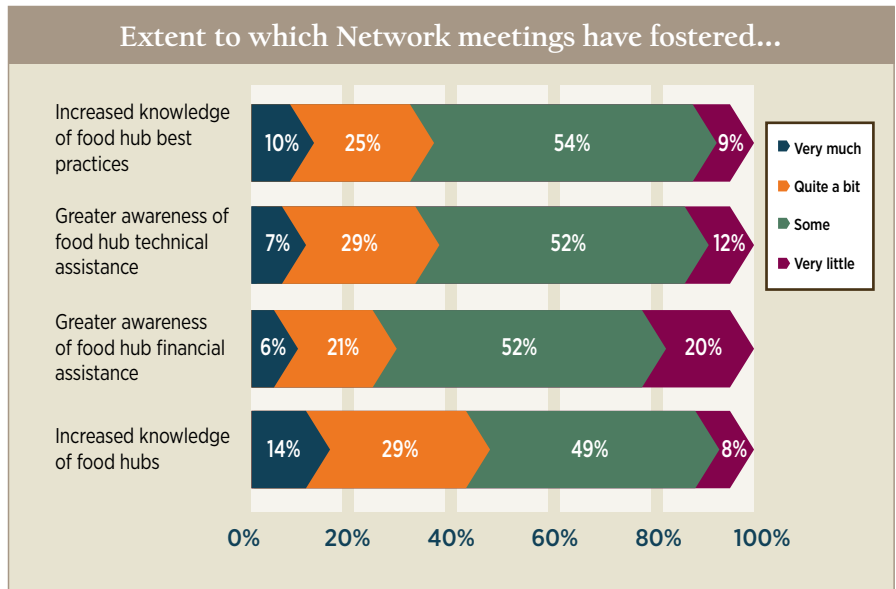 Extent to which Network meetings have fostered...
Increased knowledge
of food hub best
practices
10% 25% 54% 9%
Greater awareness of
food hub technical
assistance
7% 29% 52% 12%
Greater awareness
of food hub financial
assistance
6% 21% 52% 20%
Increased knowledge
of food hubs
14% 29% 49% 8%
0% 20% 40% 60% 80% 100%
Very much
Quite a bit
Some
Very little